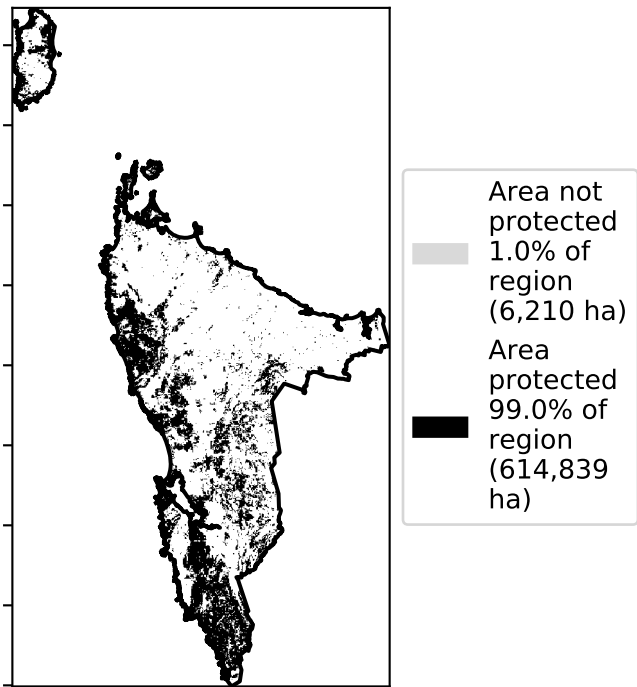 Area not
protected
1.0% of
region
(6,210 ha)
Area
protected
99.0% of
region
(614,839
ha)